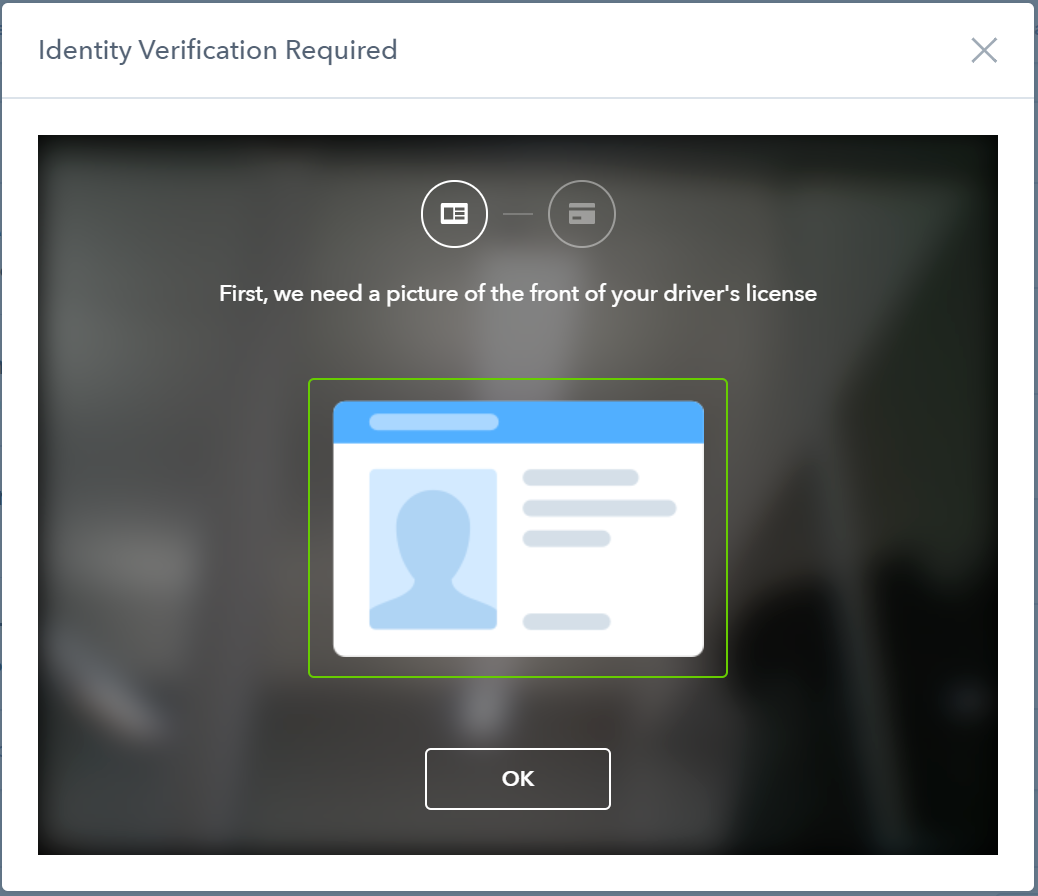 Identity Verification Required
First, we need a picture of the front of your driver's license
OK